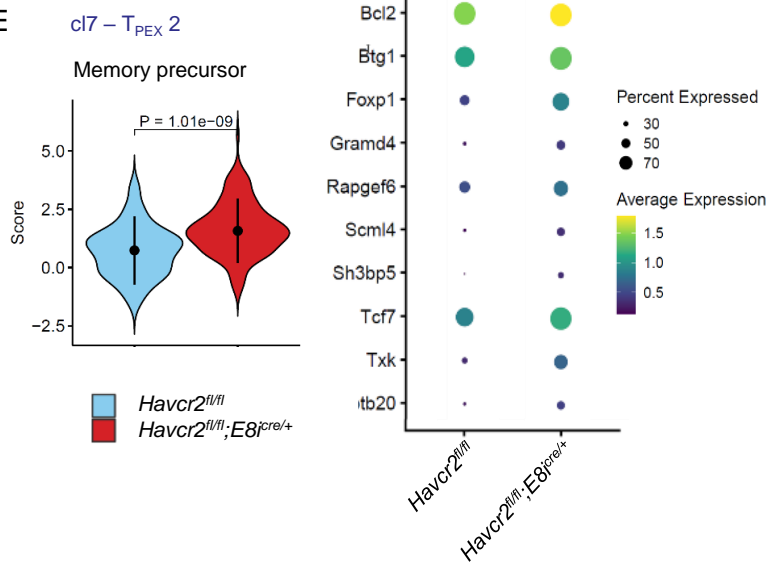 E
cl7 – TPEX 2
Memory precursor
P = 1.01e−09
5.0
2.5
0.0
−2.5
Score
Havcr2fl/fl
Havcr2fl/fl;E8icre/+
Bcl2
Btg1
Foxp1
Gramd4
Rapgef6
Scml4
Sh3bp5
Tcf7
Txk
tb20
Havcr2fl/fl
Havcr2fl/fl;E8icre/+
Percent Expressed
30
50
70
Average Expression
1.5
1.0
0.5